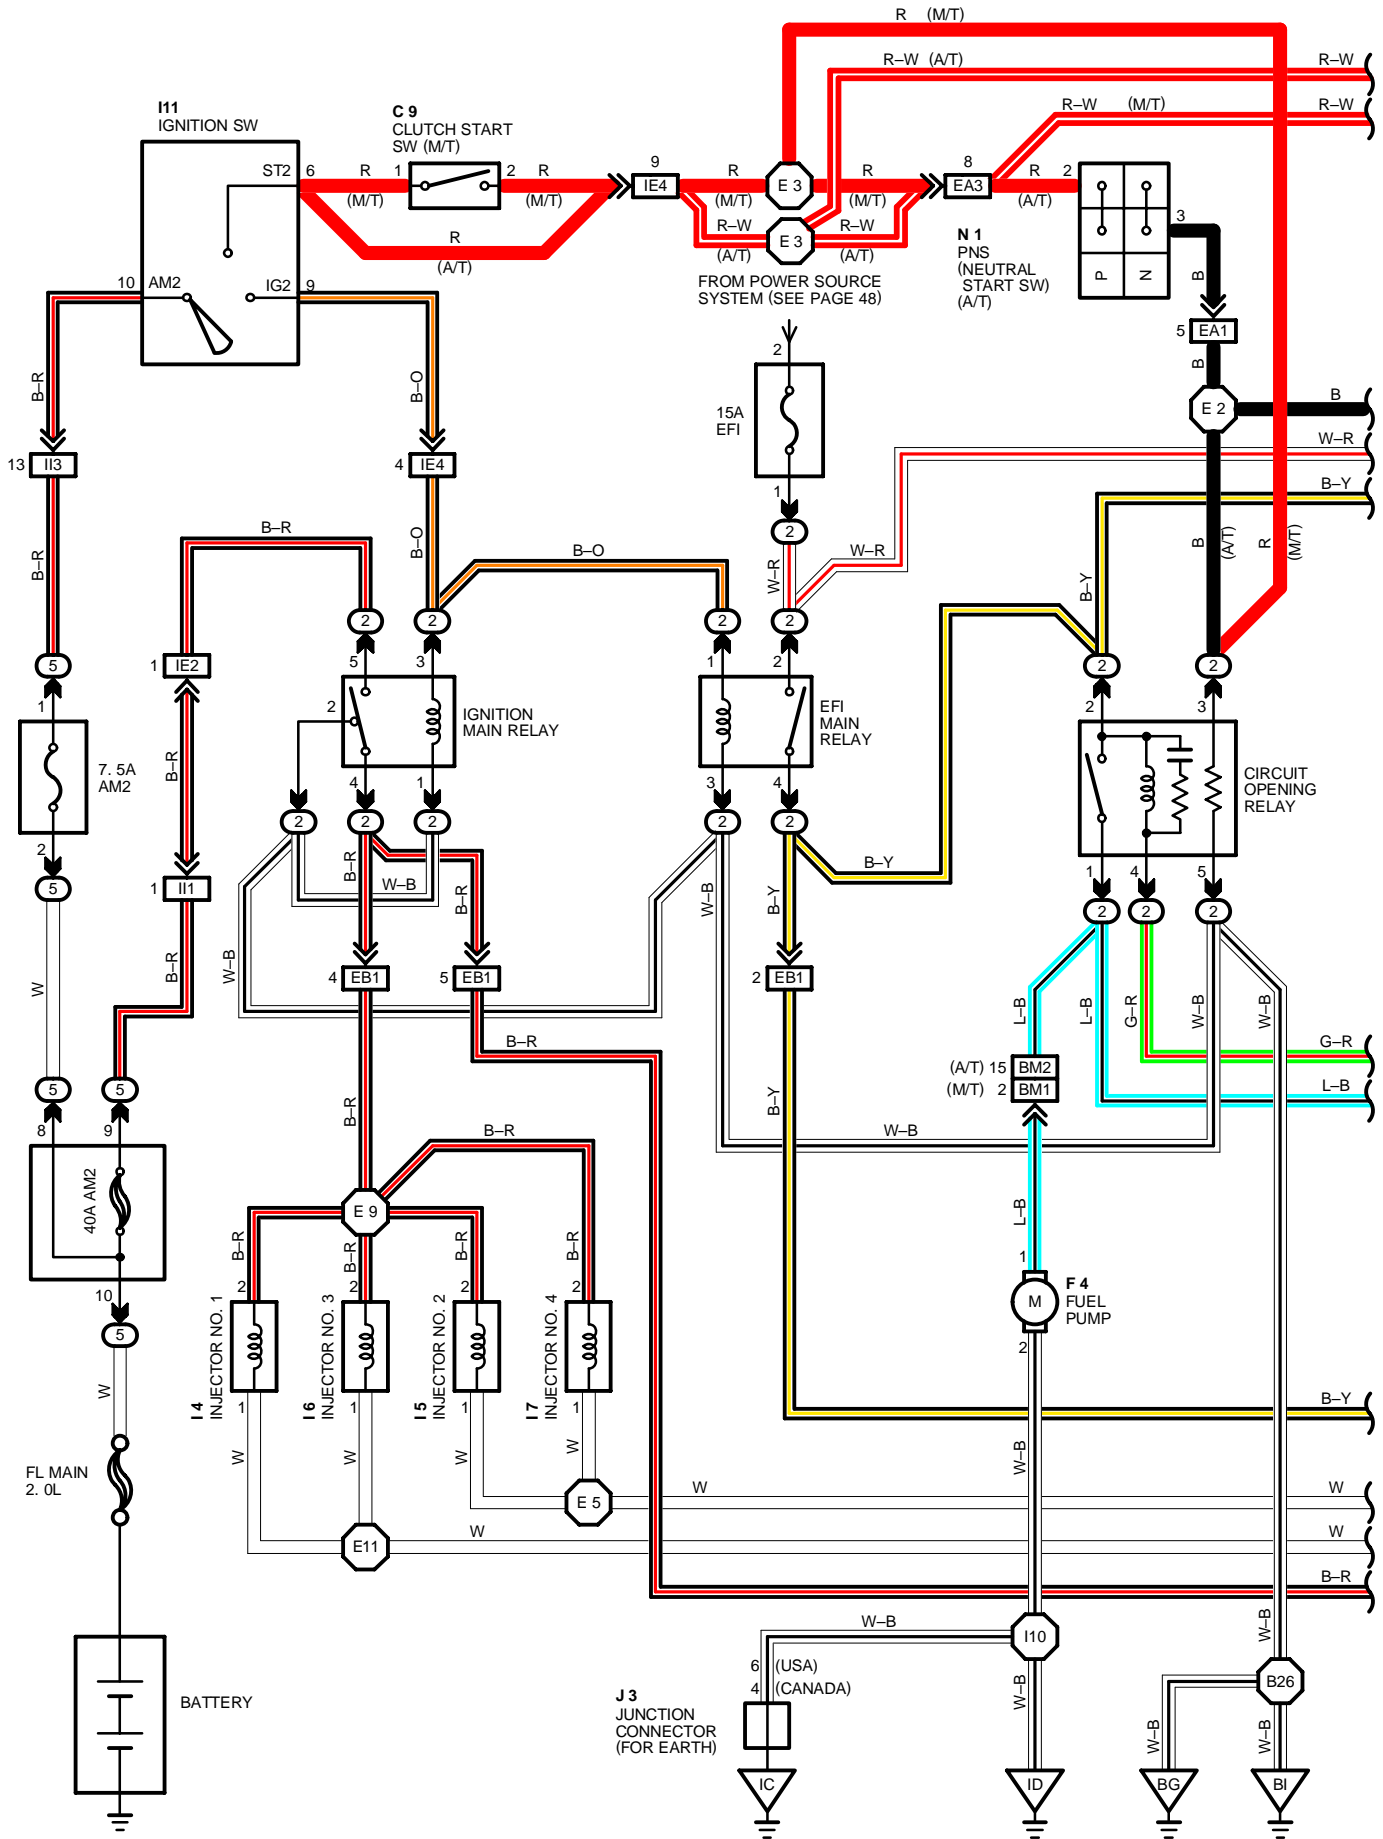 R (M/T)
R–W (A/T)
R–W
R–W (M/T)
R–W
I11
IGNITION SW
C 9
CLUTCH START
SW (M/T)
ST2
6
R
(M/T)
1
2
R
(M/T)
9
IE4
R
(M/T)
E 3
R
(M/T)
8
EA3
R
(A/T)
2
R
(A/T)
R–W
(A/T)
E 3
R–W
(A/T)
3
N 1
PNS
(NEUTRAL
START SW)
(A/T)
P
N
B
FROM POWER SOURCE
SYSTEM (SEE PAGE 48)
10
AM2
IG2
9
5
EA1
B
2
15A
EFI
1
2
E 2
B
B–R
B–O
W–R
B–Y
13
II3
4
IE4
B–R
B–R
B–O
B–O
W–R
W–R
B–Y
B
(A/T)
R
(M/T)
5
2
2
2
2
2
2
1
IE2
1
5
3
1
2
2
3
2
IGNITION
MAIN RELAY
EFI
MAIN
RELAY
7. 5A
AM2
B–R
CIRCUIT
OPENING
RELAY
4
1
3
4
2
2
2
2
2
2
5
1
II1
B–R
W–B
B–R
W–B
B–Y
B–Y
1
4
5
2
2
2
W
B–R
W–B
4
EB1
5
EB1
2
EB1
L–B
L–B
G–R
W–B
W–B
B–R
G–R
(A/T) 15
BM2
(M/T) 2
BM1
L–B
5
5
8
9
B–R
B–Y
B–R
W–B
40A AM2
E 9
L–B
B–R
B–R
B–R
B–R
10
5
2
2
2
2
1
M
F 4
FUEL
PUMP
2
I 4
INJECTOR NO. 1
I 6
INJECTOR NO. 3
I 5
INJECTOR NO. 2
I 7
INJECTOR NO. 4
W
1
1
1
1
B–Y
W
W
W
W
W–B
FL MAIN
2. 0L
E 5
W
W
E11
W
W
B–R
W–B
I10
W–B
6 (USA)
4 (CANADA)
W–B
B26
BATTERY
J 3
JUNCTION
CONNECTOR
(FOR EARTH)
W–B
W–B
IC
ID
BG
BI